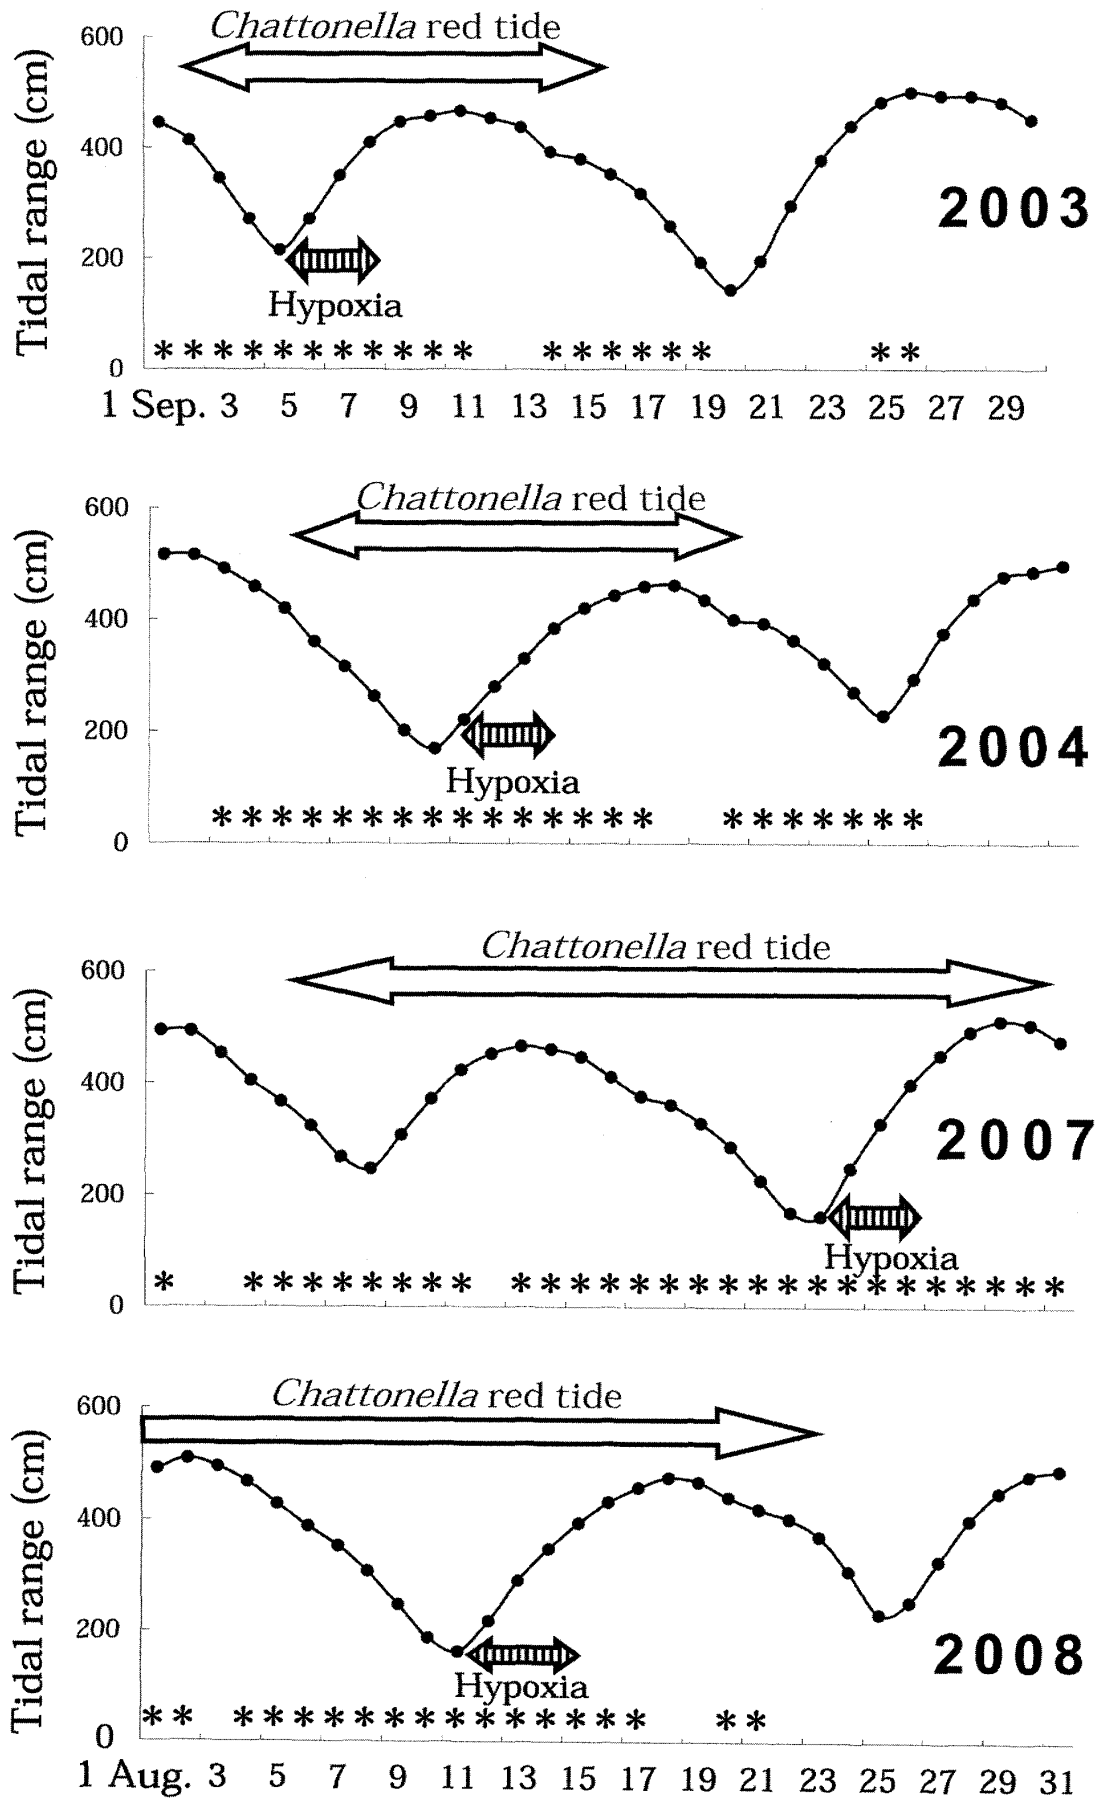 Chattonella red tide
600
400
200
0
Tidal range (cm)
2003
Hypoxia
* * * * * * * * * * * * * * * * * * *
1 Sep. 3 5 7 9 11 13 15 17 19 21 23 25 27 29
Chattonella red tide
600
400
200
0
Tidal range (cm)
2004
Hypoxia
* * * * * * * * * * * * * * * * * * * * * *
Chattonella red tide
600
400
200
0
Tidal range (cm)
2007
Hypoxia
* * * * * * * * * * * * * * * * * * * * * * * * * * * *
Chattonella red tide
600
400
200
0
Tidal range (cm)
2008
Hypoxia
* * * * * * * * * * * * * * * * * *
1 Aug. 3 5 7 9 11 13 15 17 19 21 23 25 27 29 31